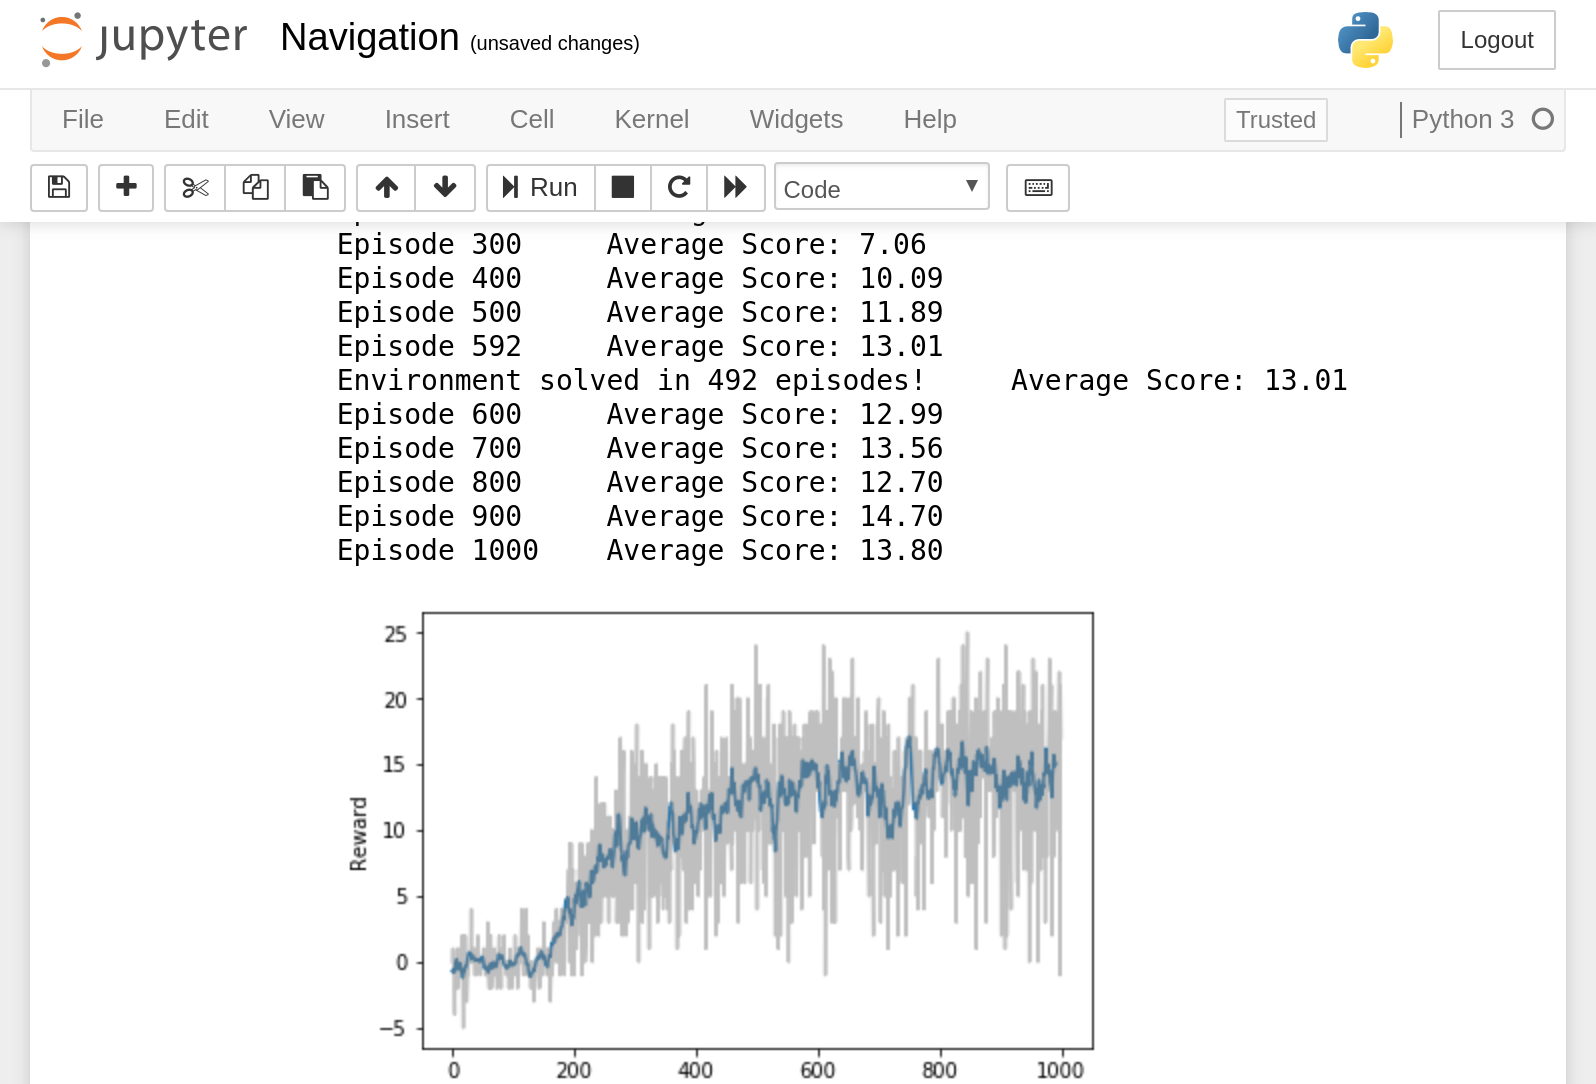 jupyter Navigation (unsaved changes) Logout
File Edit View Insert Cell Kernel Widgets Help Trusted Python 3
Run Code
Episode 300 Average Score: 7.06
Episode 400 Average Score: 10.09
Episode 500 Average Score: 11.89
Episode 592 Average Score: 13.01
Environment solved in 492 episodes! Average Score: 13.01
Episode 600 Average Score: 12.99
Episode 700 Average Score: 13.56
Episode 800 Average Score: 12.70
Episode 900 Average Score: 14.70
Episode 1000 Average Score: 13.80
25
20
15
10
5
0
−5
Reward
0 200 400 600 800 1000